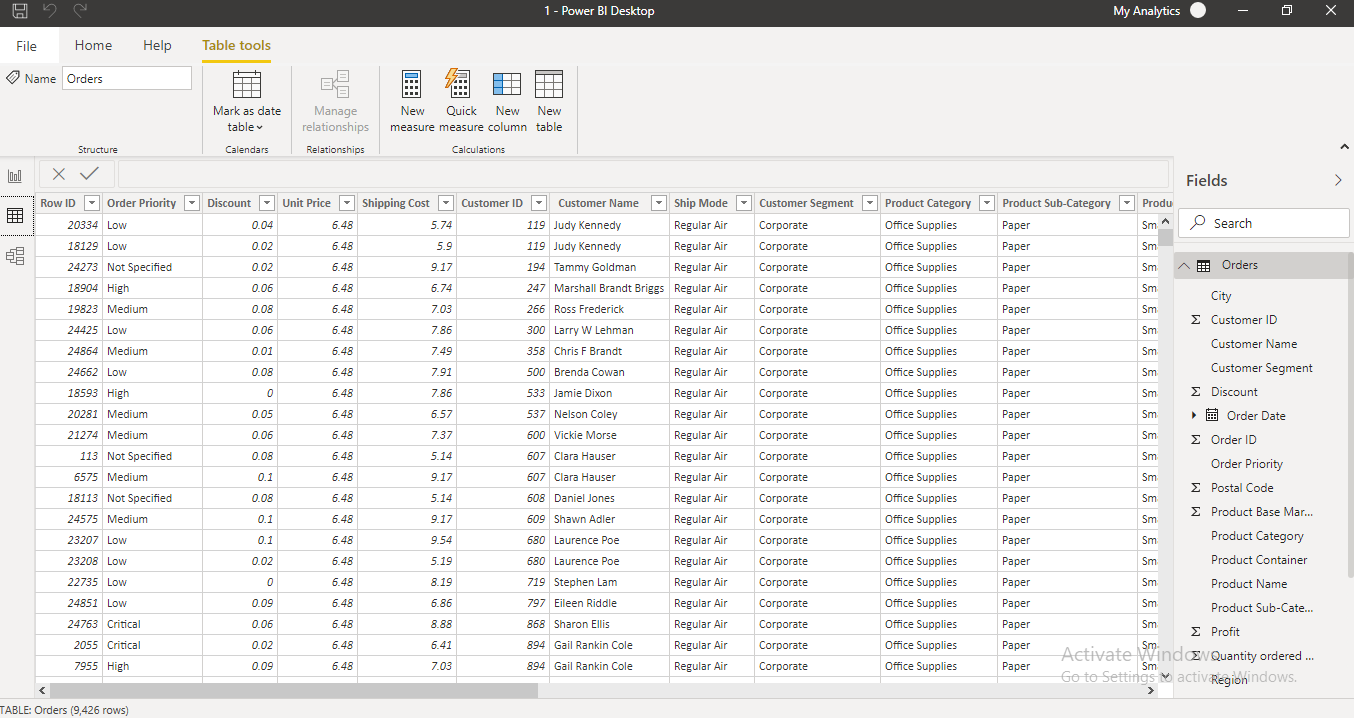 1 - Power BI Desktop
My Analytics
File Home Help Table tools
Name Orders
Mark as date table
Manage relationships
New measure
Quick measure
New column
New table
Structure Calendars Relationships Calculations
Row ID Order Priority Discount Unit Price Shipping Cost Customer ID Customer Name Ship Mode Customer Segment Product Category Product Sub-Category Produ
20334 Low 0.04 6.48 5.74 119 Judy Kennedy Regular Air Corporate Office Supplies Paper Sm
18129 Low 0.02 6.48 5.9 119 Judy Kennedy Regular Air Corporate Office Supplies Paper Sm
24273 Not Specified 0.02 6.48 9.17 194 Tammy Goldman Regular Air Corporate Office Supplies Paper Sm
18904 High 0.06 6.48 6.74 247 Marshall Brandt Briggs Regular Air Corporate Office Supplies Paper Sm
19823 Medium 0.08 6.48 7.03 266 Ross Frederick Regular Air Corporate Office Supplies Paper Sm
24425 Low 0.06 6.48 7.86 300 Larry W Lehman Regular Air Corporate Office Supplies Paper Sm
24864 Medium 0.01 6.48 7.49 358 Chris F Brandt Regular Air Corporate Office Supplies Paper Sm
24662 Low 0.08 6.48 7.91 500 Brenda Cowan Regular Air Corporate Office Supplies Paper Sm
18593 High 0 6.48 7.86 533 Jamie Dixon Regular Air Corporate Office Supplies Paper Sm
20281 Medium 0.05 6.48 6.57 537 Nelson Coley Regular Air Corporate Office Supplies Paper Sm
21274 Medium 0.06 6.48 7.37 600 Vickie Morse Regular Air Corporate Office Supplies Paper Sm
113 Not Specified 0.08 6.48 5.14 607 Clara Hauser Regular Air Corporate Office Supplies Paper Sm
6575 Medium 0.1 6.48 9.17 607 Clara Hauser Regular Air Corporate Office Supplies Paper Sm
18113 Not Specified 0.08 6.48 5.14 608 Daniel Jones Regular Air Corporate Office Supplies Paper Sm
24575 Medium 0.1 6.48 9.17 609 Shawn Adler Regular Air Corporate Office Supplies Paper Sm
23207 Low 0.1 6.48 9.54 680 Laurence Poe Regular Air Corporate Office Supplies Paper Sm
23208 Low 0.02 6.48 5.19 680 Laurence Poe Regular Air Corporate Office Supplies Paper Sm
22735 Low 0 6.48 8.19 719 Stephen Lam Regular Air Corporate Office Supplies Paper Sm
24851 Low 0.09 6.48 6.86 797 Eileen Riddle Regular Air Corporate Office Supplies Paper Sm
24763 Critical 0.06 6.48 8.88 868 Sharon Ellis Regular Air Corporate Office Supplies Paper Sm
2055 Critical 0.02 6.48 6.41 894 Gail Rankin Cole Regular Air Corporate Office Supplies Paper Sm
7955 High 0.09 6.48 7.03 894 Gail Rankin Cole Regular Air Corporate Office Supplies Paper Sm
Fields
Search
Orders
City
Σ Customer ID
Customer Name
Customer Segment
Σ Discount
Order Date
Σ Order ID
Order Priority
Σ Postal Code
Σ Product Base Mar...
Product Category
Product Container
Product Name
Product Sub-Cate...
Σ Profit
Σ Quantity ordered ...
Region
Activate Windows
Go to Settings to activate Windows.
TABLE: Orders (9,426 rows)